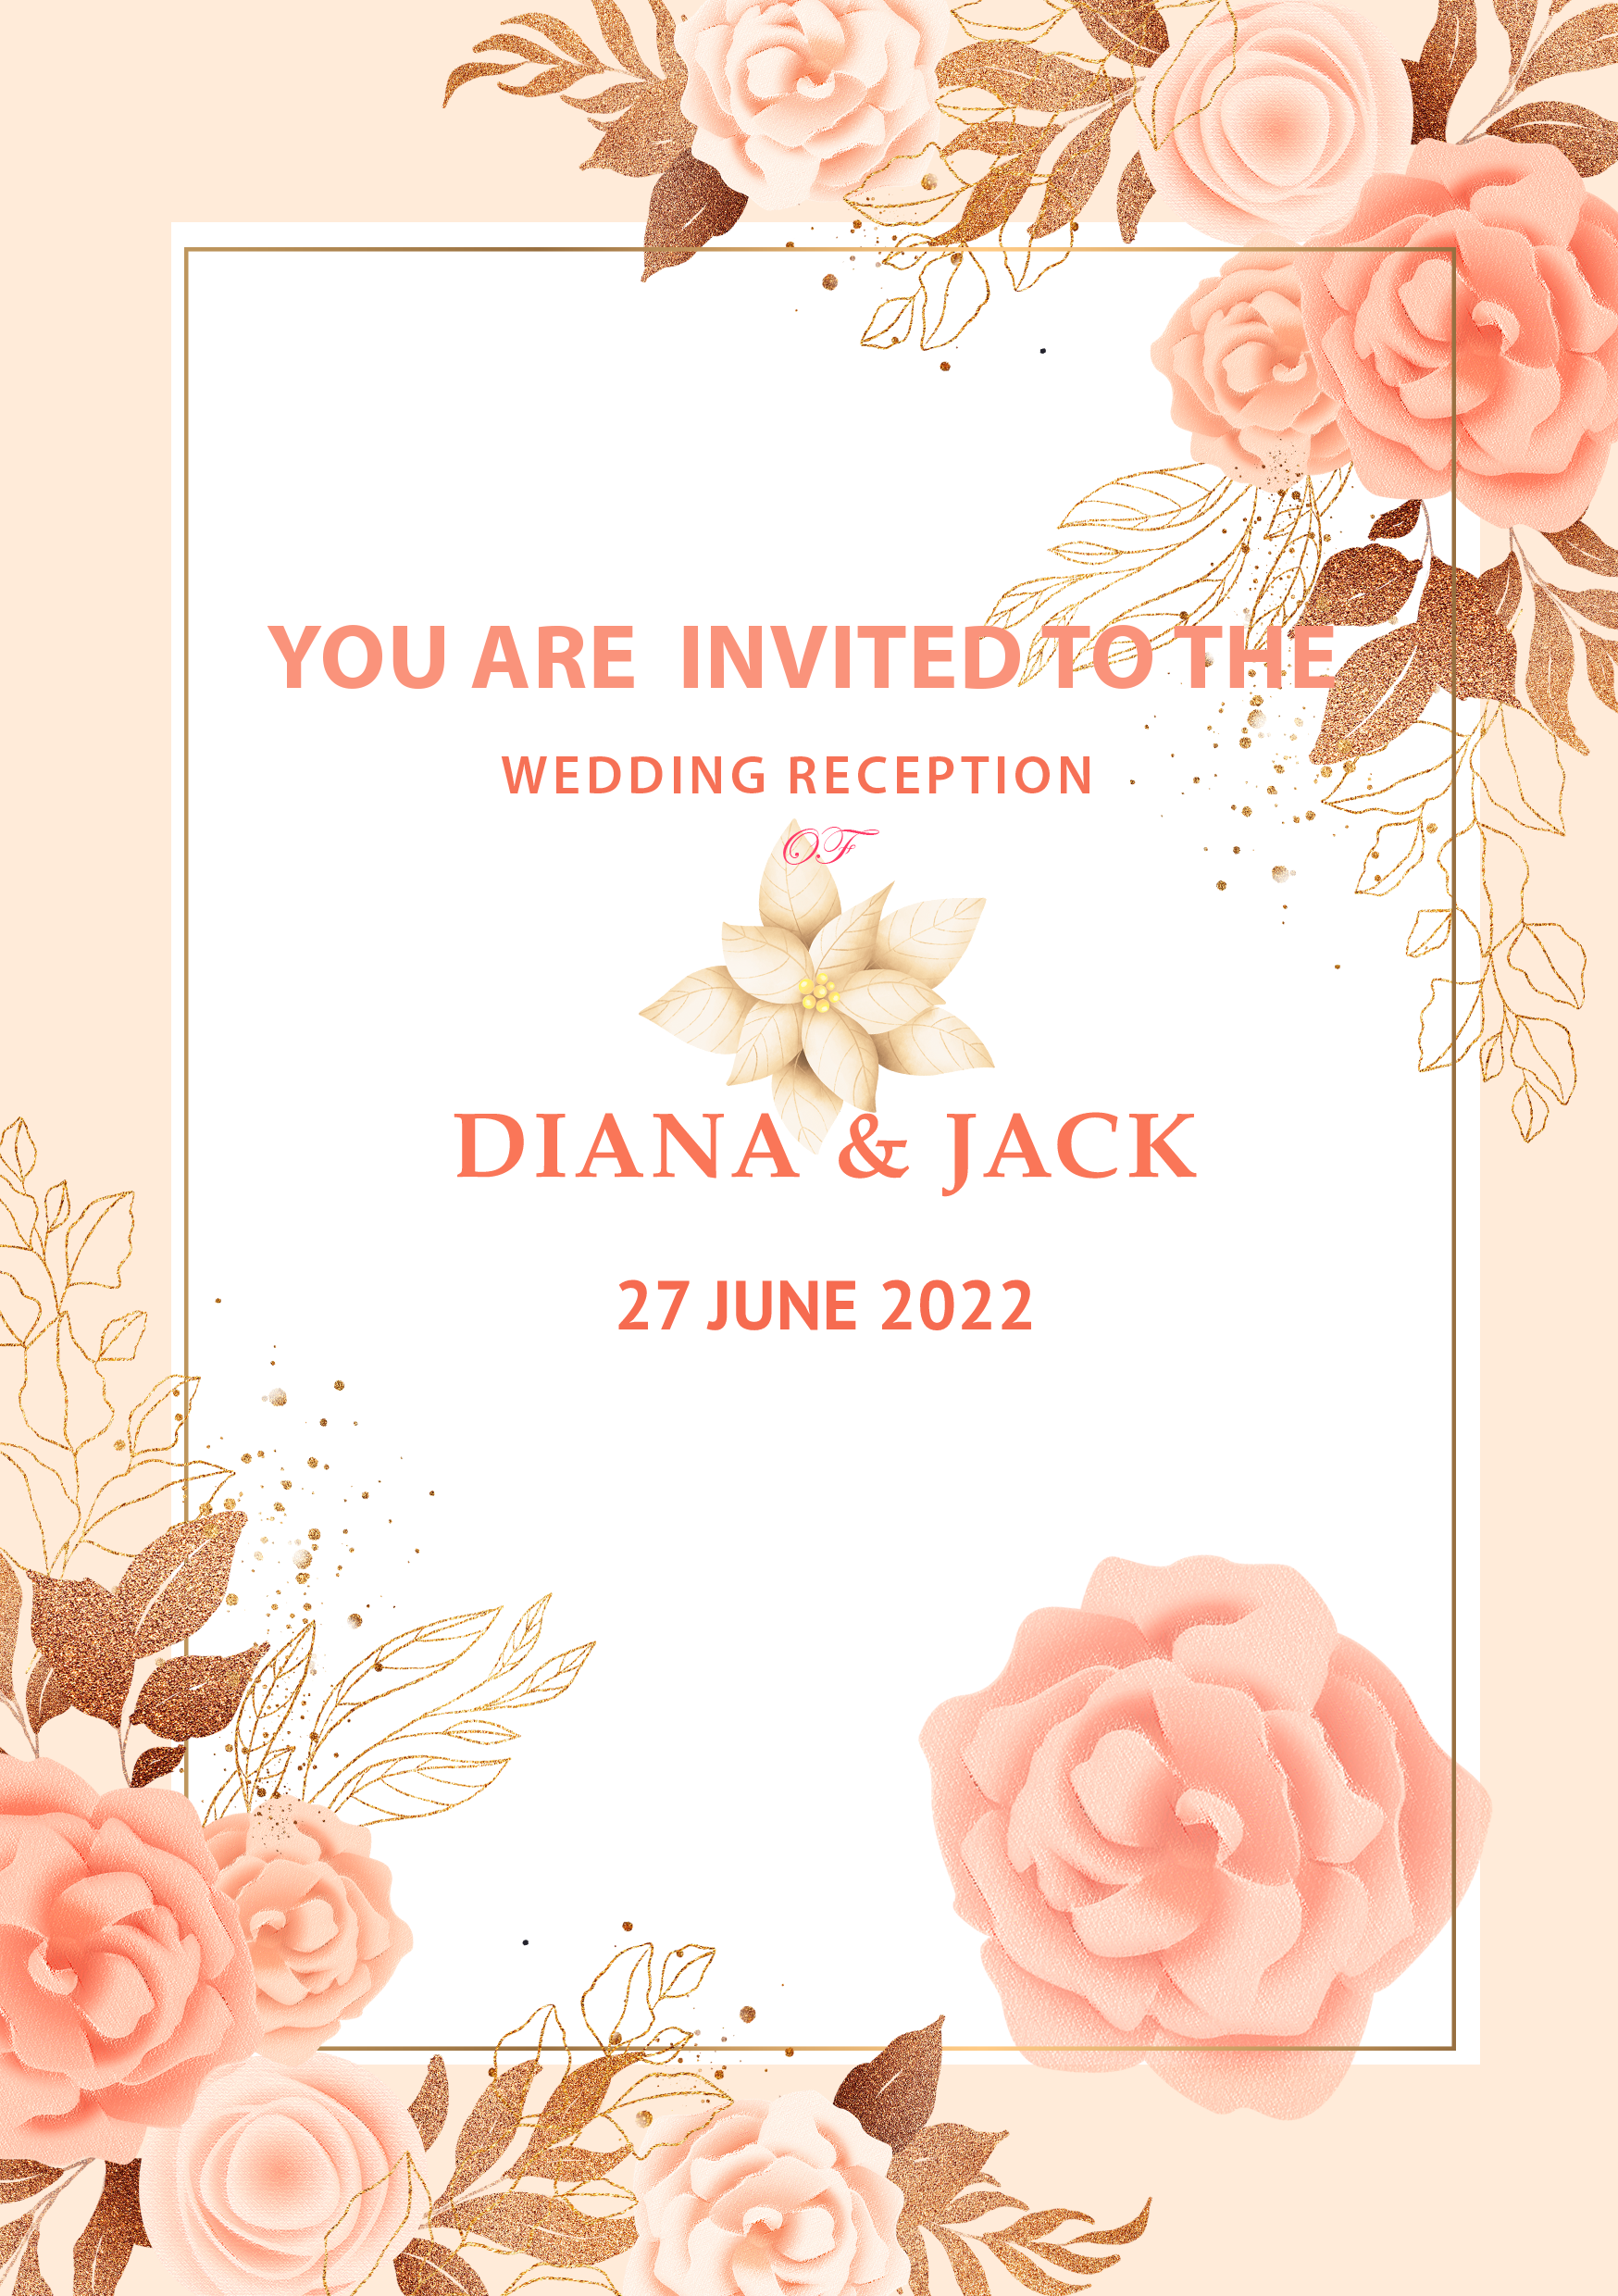 YOU ARE INVITED TO THE
WEDDING RECEPTION
OF
DIANA & JACK
27 JUNE 2022